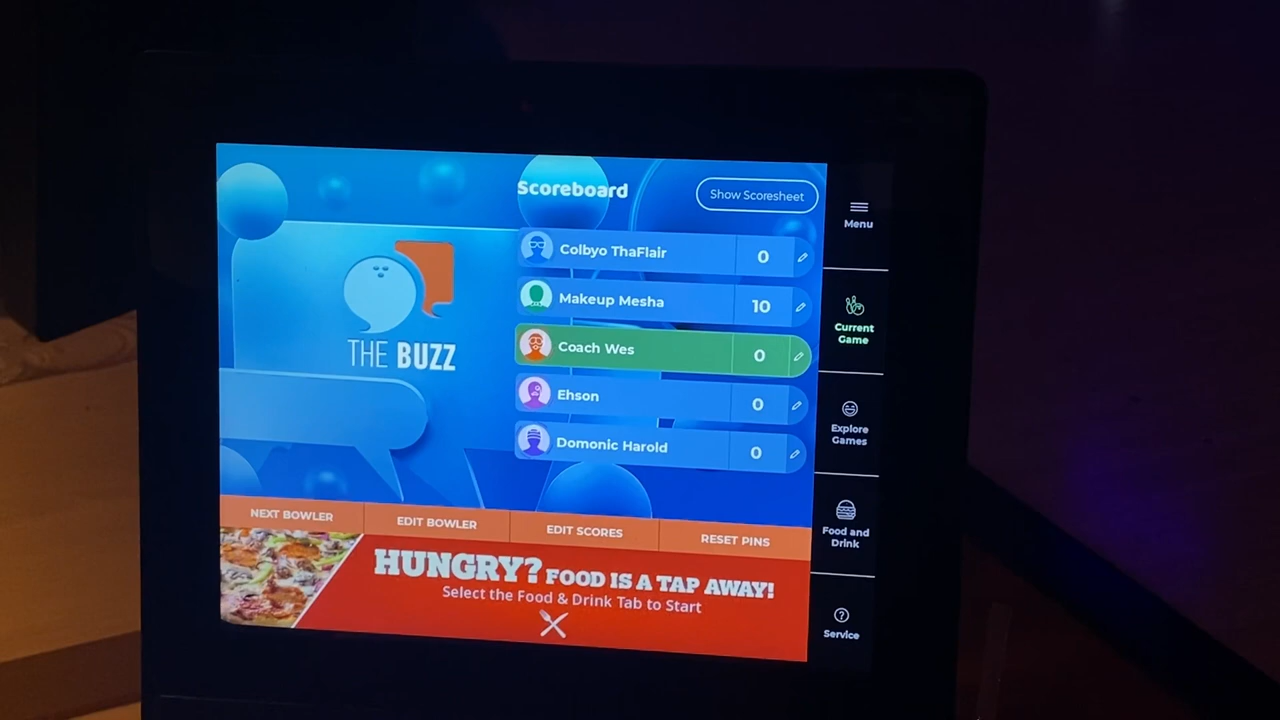 Scoreboard
Show Scoresheet
Colbyo ThaFlair 0
Makeup Mesha 10
Coach Wes 0
Ehson 0
Domonic Harold 0
THE BUZZ
NEXT BOWLER
EDIT BOWLER
EDIT SCORES
RESET PINS
HUNGRY? FOOD IS A TAP AWAY!
Select the Food & Drink Tab to Start
Menu
Current
Game
Explore
Games
Food and
Drink
?
Service